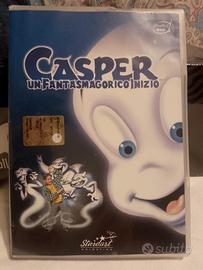 CASPER
UN FANTASMAGORICO INIZIO
Stardust
subito